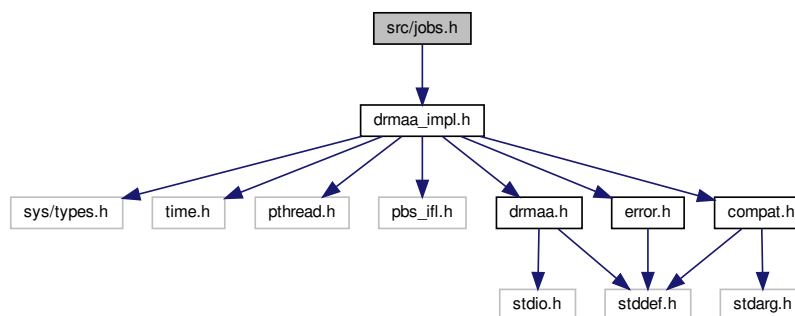 src/jobs.h
drmaa_impl.h
sys/types.h
time.h
pthread.h
pbs_ifl.h
drmaa.h
error.h
compat.h
stdio.h
stddef.h
stdarg.h